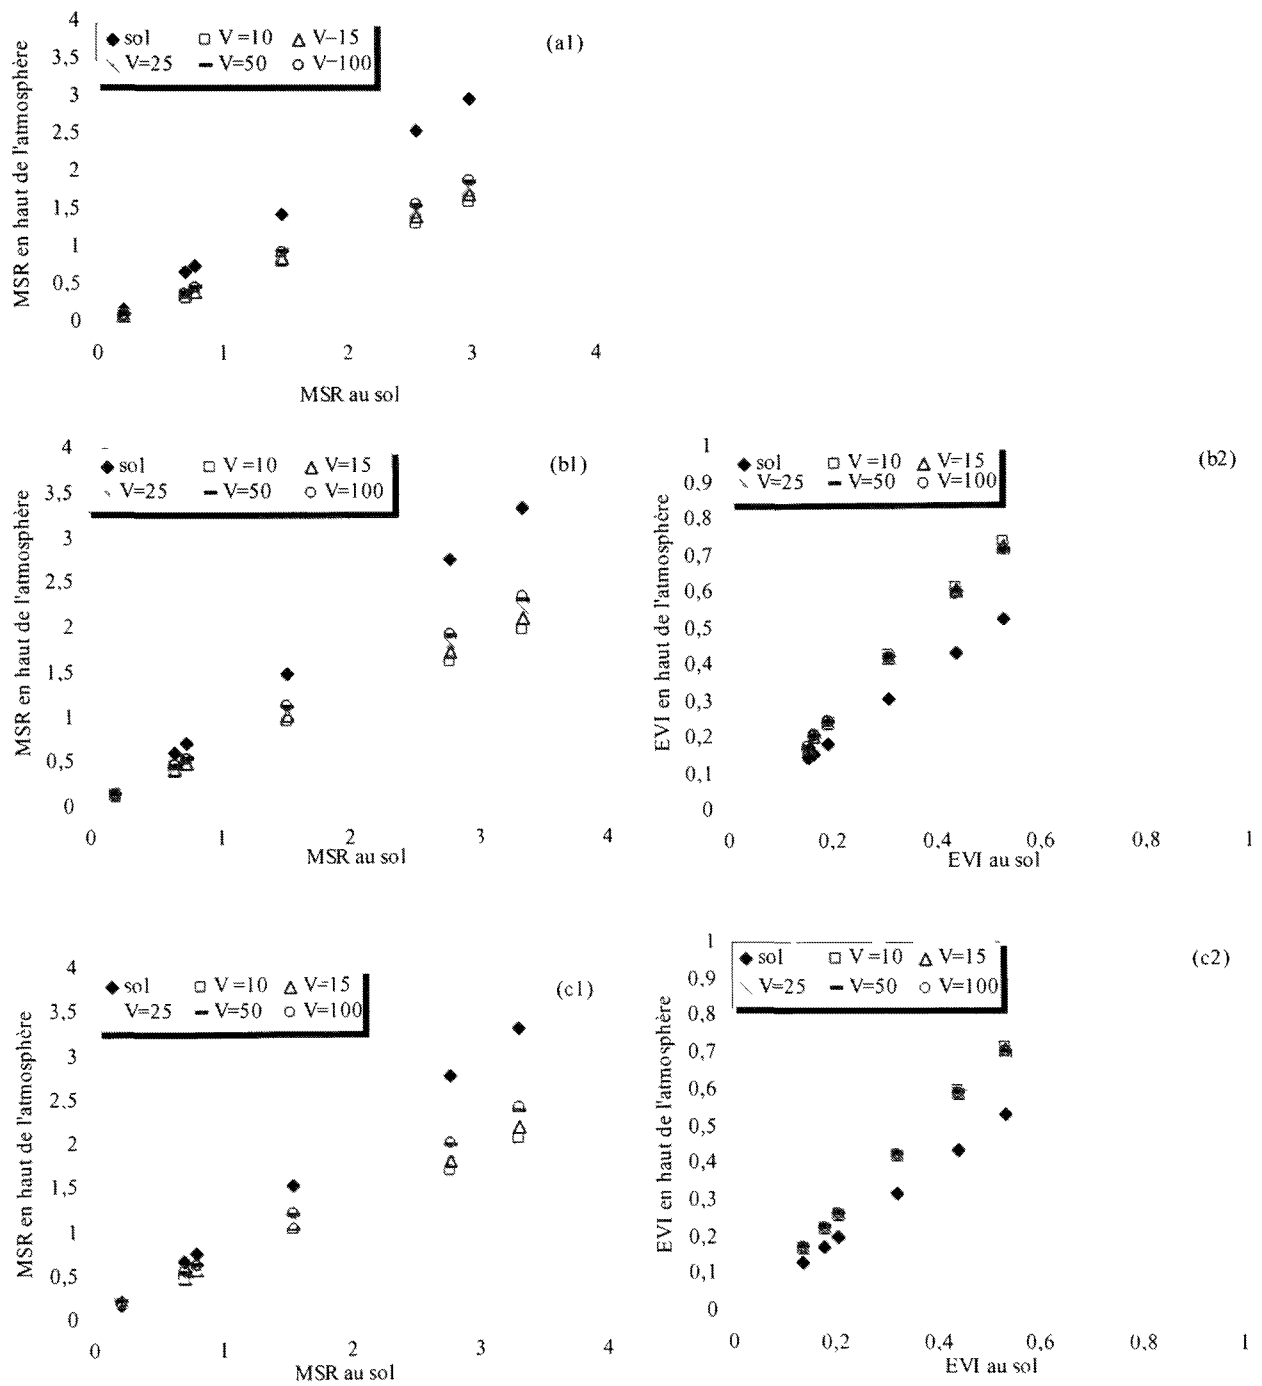 4
3,5
3
2,5
2
1,5
1
0,5
0
MSR en haut de l'atmosphère
sol V =10 V–15
V=25 V=50 V–100
(a1)
0 1 2 3 4
MSR au sol
4
3,5
3
2,5
2
1,5
1
0,5
0
MSR en haut de l'atmosphère
sol V =10 V=15
V=25 V=50 V=100
(b1)
0 1 2 3 4
MSR au sol
1
0,9
0,8
0,7
0,6
0,5
0,4
0,3
0,2
0,1
0
EVI en haut de l'atmosphère
sol V =10 V=15
V=25 V=50 V=100
(b2)
0 0,2 0,4 0,6 0,8 1
EVI au sol
4
3,5
3
2,5
2
1,5
1
0,5
0
MSR en haut de l'atmosphère
sol V =10 V=15
V=25 V=50 V=100
(c1)
0 1 2 3 4
MSR au sol
1
0,9
0,8
0,7
0,6
0,5
0,4
0,3
0,2
0,1
0
EVI en haut de l'atmosphère
sol V =10 V=15
V=25 V=50 V=100
(c2)
0 0,2 0,4 0,6 0,8 1
EVI au sol